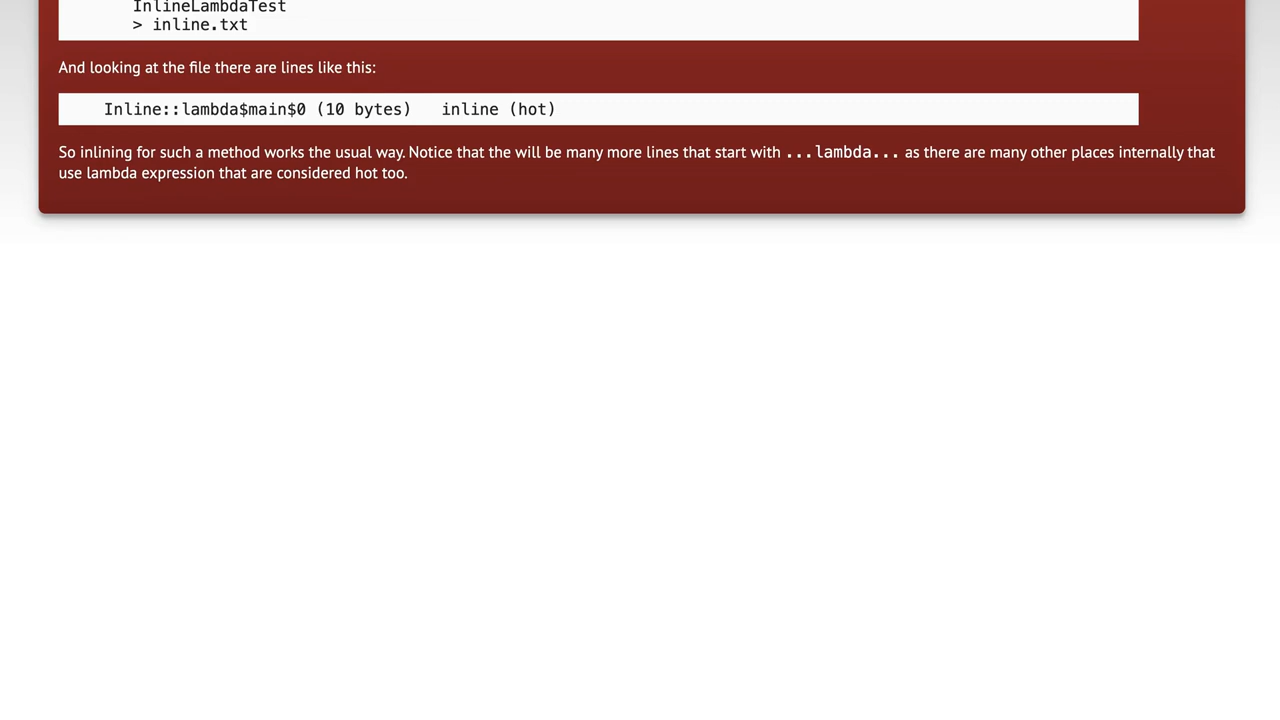 InlineLambdaTest
> inline.txt
And looking at the file there are lines like this:
Inline::lambda$main$0 (10 bytes)   inline (hot)
So inlining for such a method works the usual way. Notice that the will be many more lines that start with ...lambda... as there are many other places internally that
use lambda expression that are considered hot too.